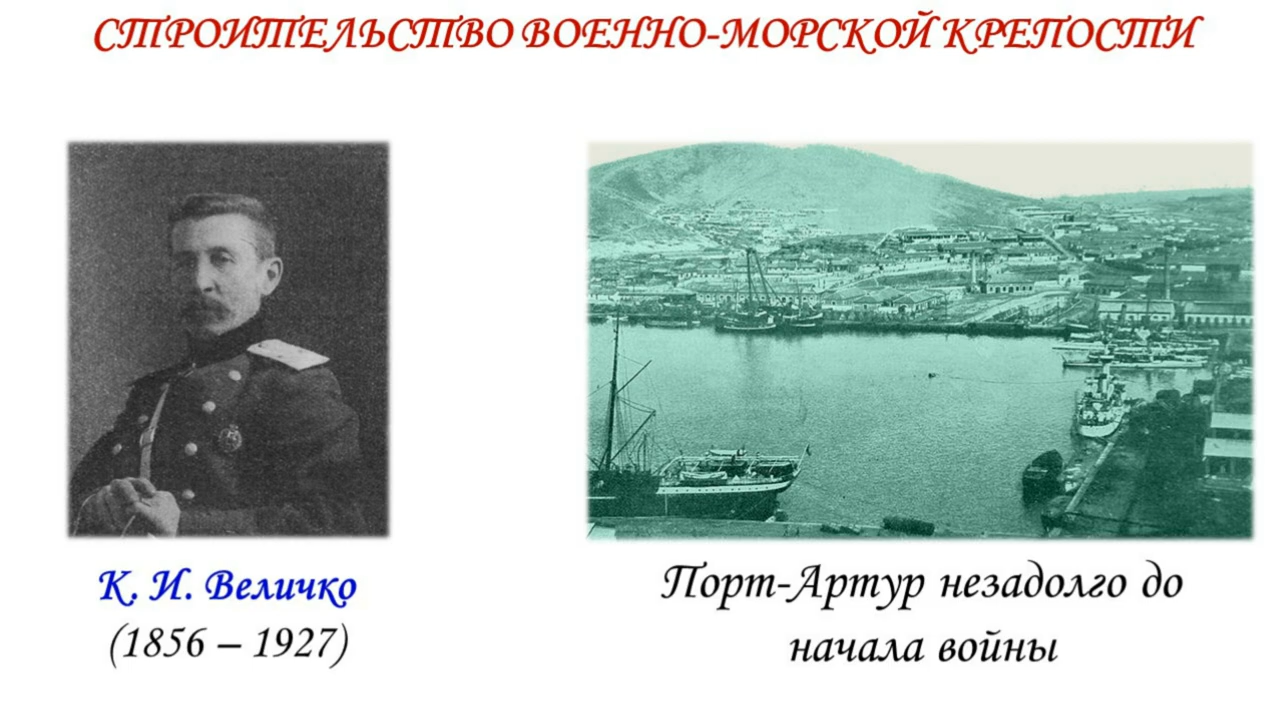 СТРОИТЕЛЬСТВО ВОЕННО-МОРСКОЙ КРЕПОСТИ
К. И. Величко
(1856 – 1927)
Порт-Артур незадолго до
начала войны